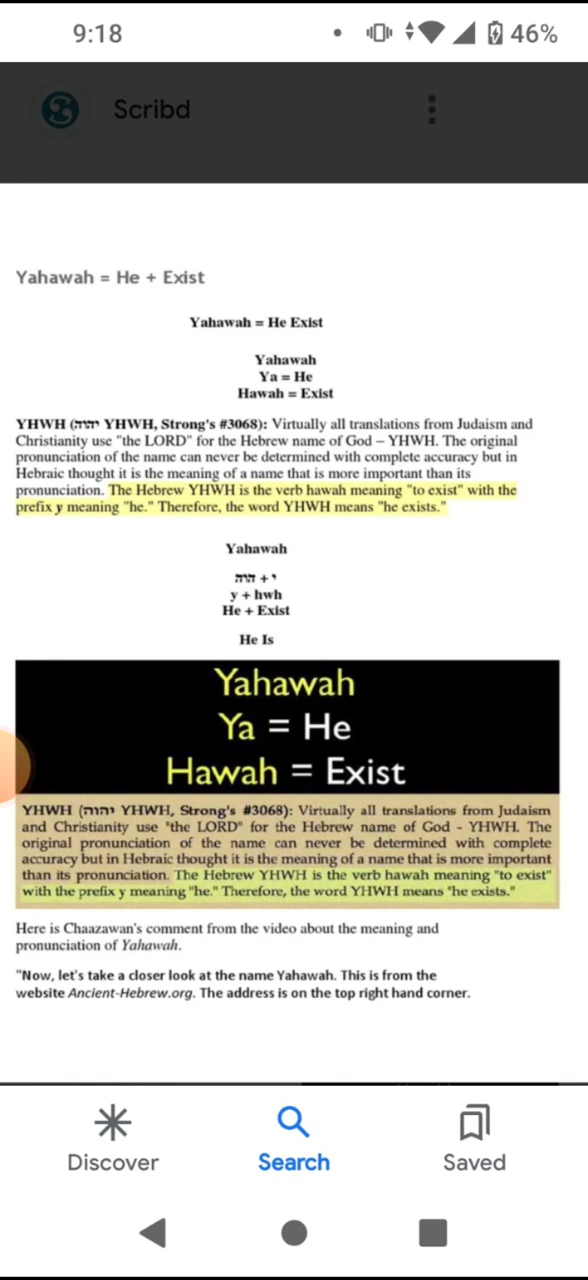 9:18
46%
Scribd
Yahawah = He + Exist
Yahawah = He Exist
Yahawah
Ya = He
Hawah = Exist
YHWH (יהוה YHWH, Strong's #3068): Virtually all translations from Judaism and
Christianity use "the LORD" for the Hebrew name of God – YHWH. The original
pronunciation of the name can never be determined with complete accuracy but in
Hebraic thought it is the meaning of a name that is more important than its
pronunciation. The Hebrew YHWH is the verb hawah meaning "to exist" with the
prefix y meaning "he." Therefore, the word YHWH means "he exists."
Yahawah
י + הוה
y + hwh
He + Exist
He Is
Yahawah
Ya = He
Hawah = Exist
YHWH (יהוה YHWH, Strong's #3068): Virtually all translations from Judaism
and Christianity use "the LORD" for the Hebrew name of God - YHWH. The
original pronunciation of the name can never be determined with complete
accuracy but in Hebraic thought it is the meaning of a name that is more important
than its pronunciation. The Hebrew YHWH is the verb hawah meaning "to exist"
with the prefix y meaning "he." Therefore, the word YHWH means "he exists."
Here is Chaazawan's comment from the video about the meaning and
pronunciation of Yahawah.
"Now, let's take a closer look at the name Yahawah. This is from the
website Ancient-Hebrew.org. The address is on the top right hand corner.
Discover
Search
Saved